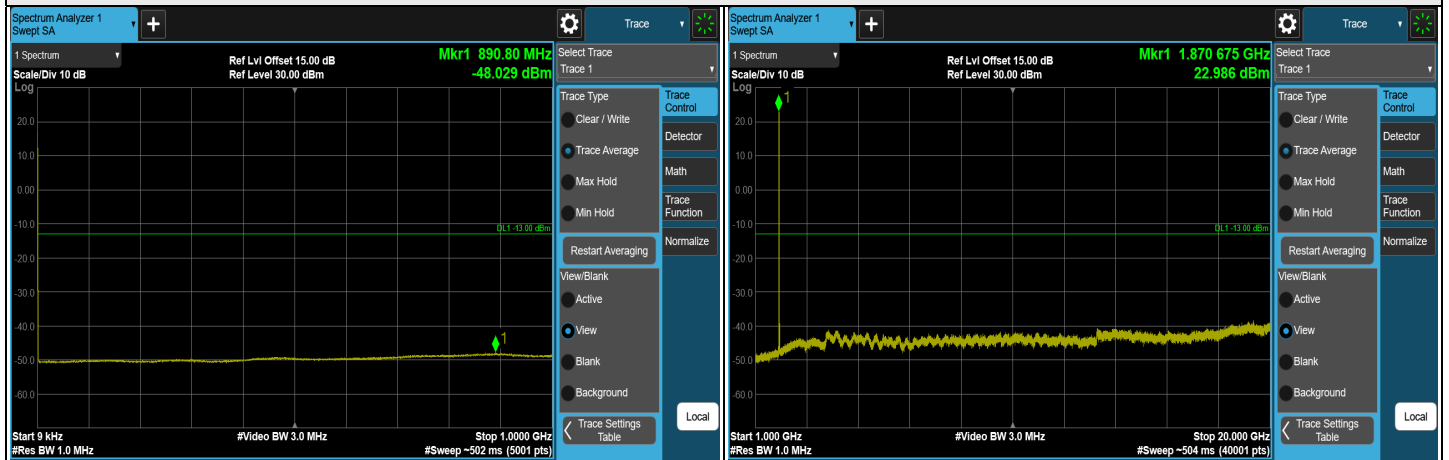 Spectrum Analyzer 1
Swept SA
+
Trace
1 Spectrum
Scale/Div 10 dB
Log
Ref Lvl Offset 15.00 dB
Ref Level 30.00 dBm
Mkr1 890.80 MHz
-48.029 dBm
Select Trace
Trace 1
20.0
10.0
0.00
-10.0
-20.0
-30.0
-40.0
-50.0
-60.0
1
DL1 -13.00 dBm
Start 9 kHz
#Res BW 1.0 MHz
#Video BW 3.0 MHz
Stop 1.0000 GHz
#Sweep ~502 ms (5001 pts)
Trace Type
Clear / Write
Trace Average
Max Hold
Min Hold
Restart Averaging
View/Blank
Active
View
Blank
Background
Trace Settings
Table
Trace
Control
Detector
Math
Trace
Function
Normalize
Local
Spectrum Analyzer 1
Swept SA
+
Trace
1 Spectrum
Scale/Div 10 dB
Log
Ref Lvl Offset 15.00 dB
Ref Level 30.00 dBm
Mkr1 1.870 675 GHz
22.986 dBm
Select Trace
Trace 1
1
20.0
10.0
0.00
-10.0
-20.0
-30.0
-40.0
-50.0
-60.0
DL1 -13.00 dBm
Start 1.000 GHz
#Res BW 1.0 MHz
#Video BW 3.0 MHz
Stop 20.000 GHz
#Sweep ~504 ms (40001 pts)
Trace Type
Clear / Write
Trace Average
Max Hold
Min Hold
Restart Averaging
View/Blank
Active
View
Blank
Background
Trace Settings
Table
Trace
Control
Detector
Math
Trace
Function
Normalize
Local